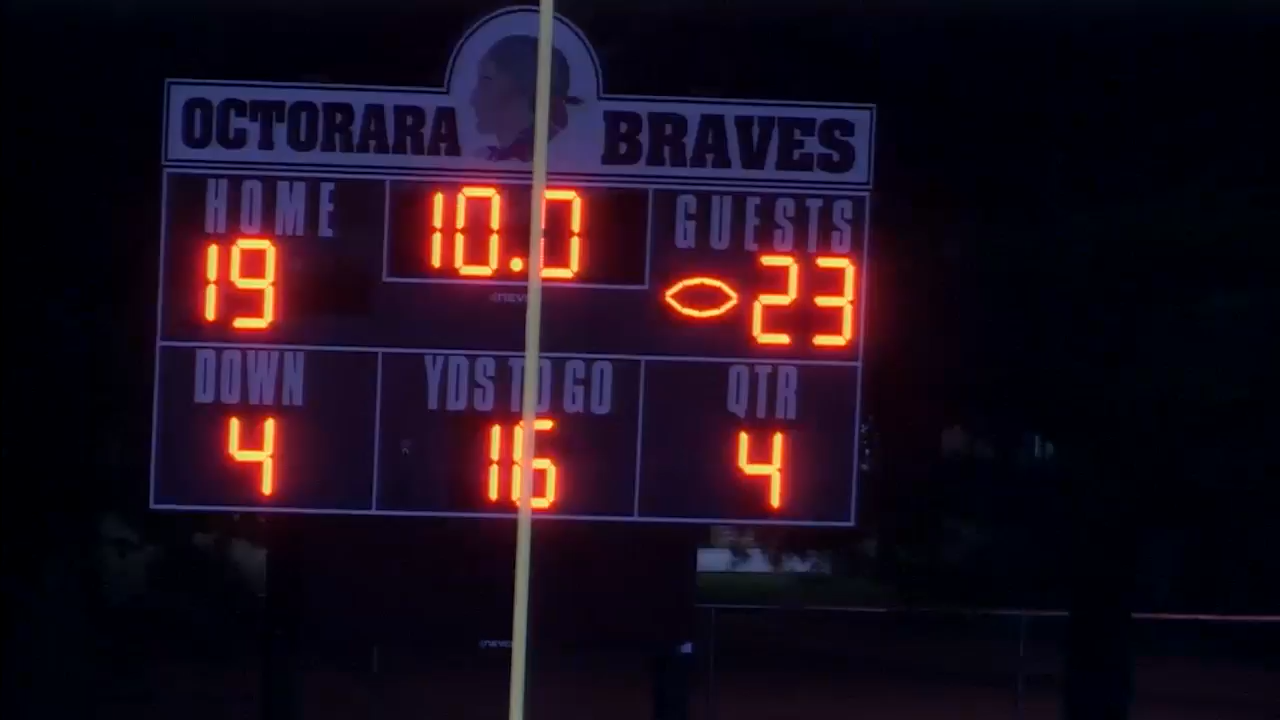 OCTORARA BRAVES
HOME 10.0 GUESTS
19 23
DOWN YDS TO GO QTR
4 16 4